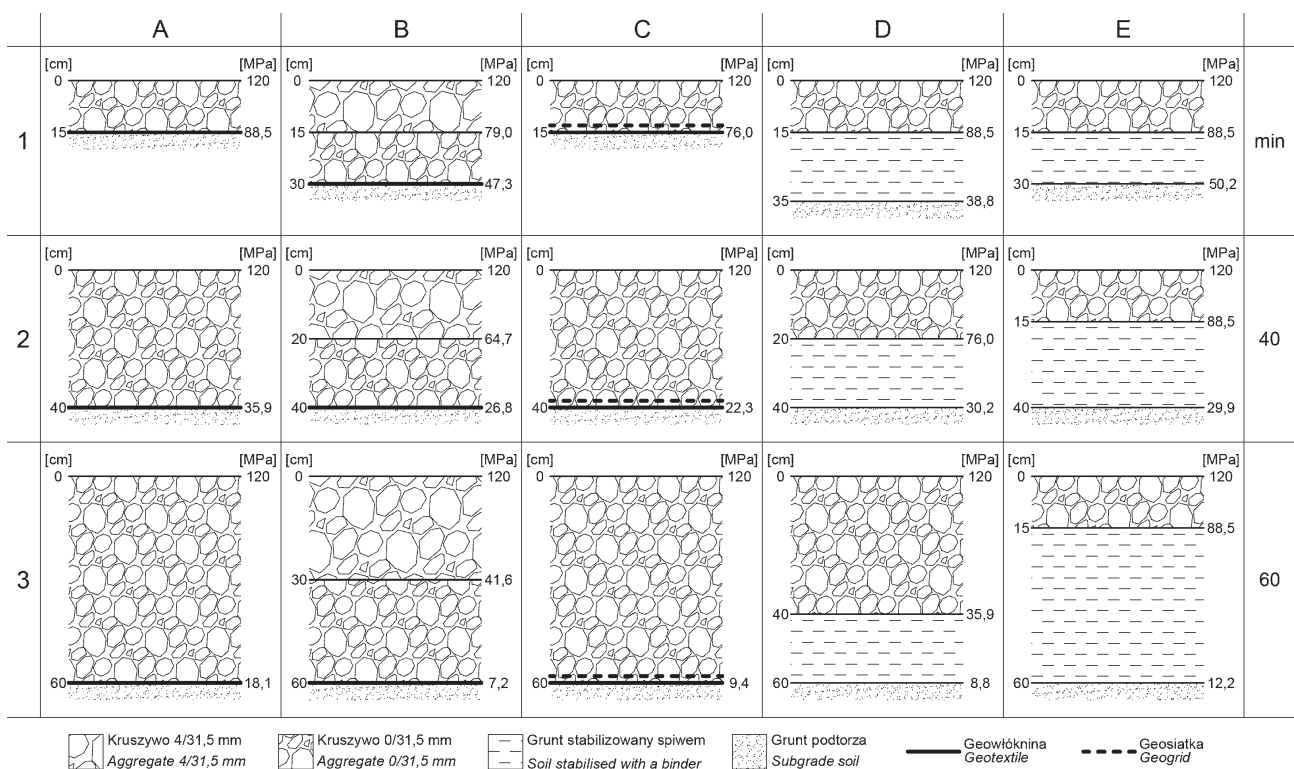 A B C D E
1
[cm] [MPa] [cm] [MPa] [cm] [MPa] [cm] [MPa] [cm] [MPa]
0 120 0 120 0 120 0 120 0 120
15 88,5 15 79,0 15 76,0 15 88,5 15 88,5
30 47,3 35 38,8 30 50,2
min
2
[cm] [MPa] [cm] [MPa] [cm] [MPa] [cm] [MPa] [cm] [MPa]
0 120 0 120 0 120 0 120 0 120
15 88,5
20 64,7 20 76,0
40 35,9 40 26,8 40 22,3 40 30,2 40 29,9
40
3
[cm] [MPa] [cm] [MPa] [cm] [MPa] [cm] [MPa] [cm] [MPa]
0 120 0 120 0 120 0 120 0 120
15 88,5
30 41,6
40 35,9
60 18,1 60 7,2 60 9,4 60 8,8 60 12,2
60
Kruszywo 4/31,5 mm
Aggregate 4/31,5 mm
Kruszywo 0/31,5 mm
Aggregate 0/31,5 mm
Grunt stabilizowany spiwem
Soil stabilised with a binder
Grunt podtorza
Subgrade soil
Geowłóknina
Geotextile
Geosiatka
Geogrid